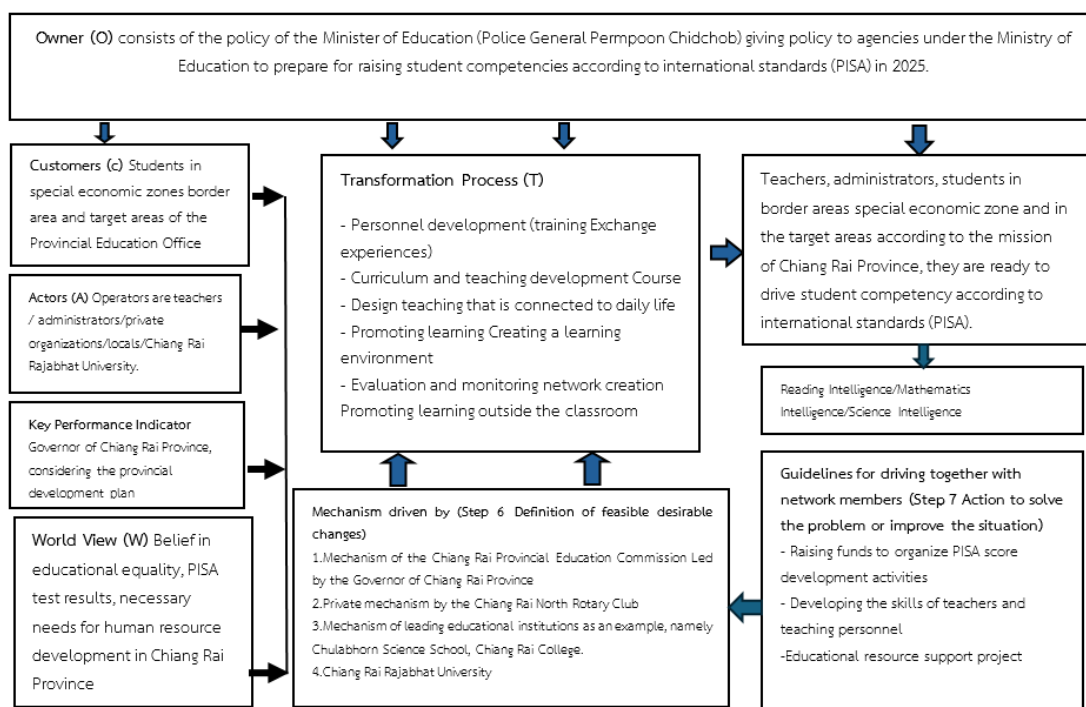 Owner (O) consists of the policy of the Minister of Education (Police General Permpoon Chidchob) giving policy to agencies under the Ministry of
Education to prepare for raising student competencies according to international standards (PISA) in 2025.
Customers (c) Students in
special economic zones border
area and target areas of the
Provincial Education Office
Actors (A) Operators are teachers
/ administrators/private
organizations/locals/Chiang Rai
Rajabhat University.
Key Performance Indicator
Governor of Chiang Rai Province,
considering the provincial
development plan
World View (W) Belief in
educational equality, PISA
test results, necessary
needs for human resource
development in Chiang Rai
Province
Transformation Process (T)
- Personnel development (training Exchange
experiences)
- Curriculum and teaching development Course
- Design teaching that is connected to daily life
- Promoting learning Creating a learning
environment
- Evaluation and monitoring network creation
Promoting learning outside the classroom
Mechanism driven by (Step 6 Definition of feasible desirable
changes)
1.Mechanism of the Chiang Rai Provincial Education Commission Led
by the Governor of Chiang Rai Province
2.Private mechanism by the Chiang Rai North Rotary Club
3.Mechanism of leading educational institutions as an example, namely
Chulabhorn Science School, Chiang Rai College.
4.Chiang Rai Rajabhat University
Teachers, administrators, students in
border areas special economic zone and in
the target areas according to the mission
of Chiang Rai Province, they are ready to
drive student competency according to
international standards (PISA).
Reading Intelligence/Mathematics
Intelligence/Science Intelligence
Guidelines for driving together with
network members (Step 7 Action to solve
the problem or improve the situation)
- Raising funds to organize PISA score
development activities
- Developing the skills of teachers and
teaching personnel
-Educational resource support project